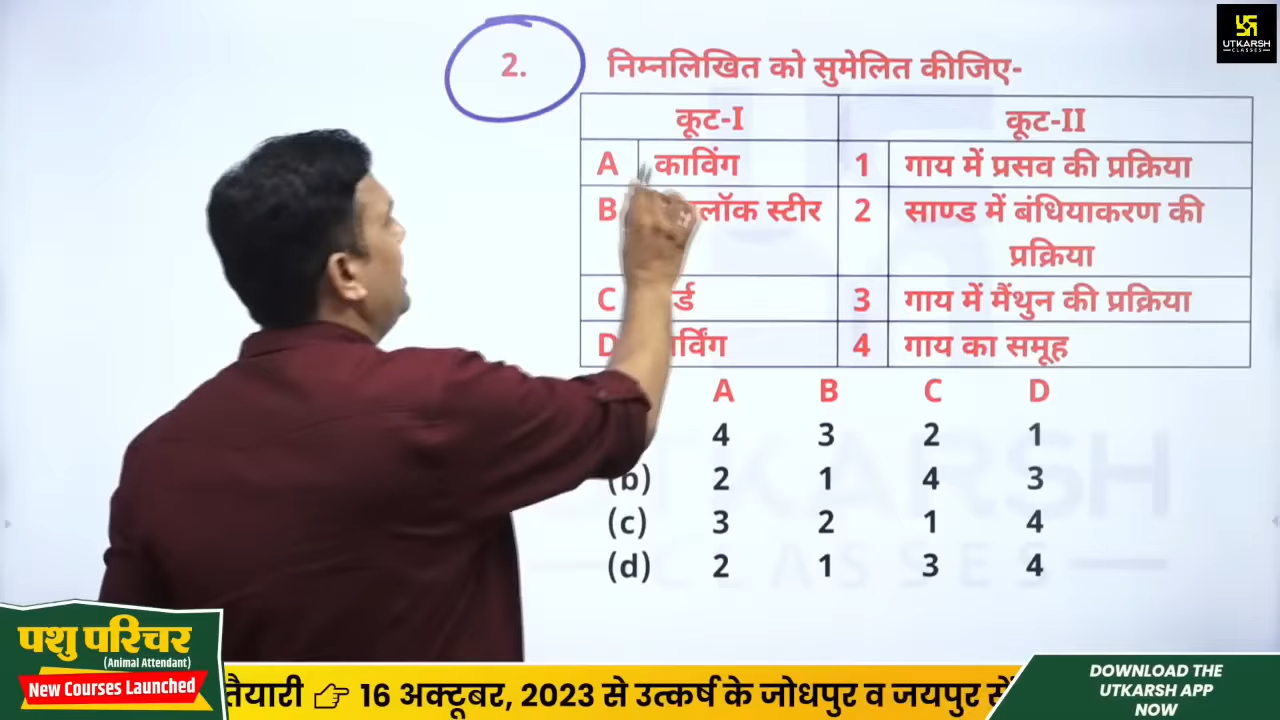 UTKARSH
CLASSES
2. निम्नलिखित को सुमेलित कीजिए-
कूट-I कूट-II
A काविंग 1 गाय में प्रसव की प्रक्रिया
B स्टीर 2 साण्ड में बंधियाकरण की
प्रक्रिया
C 3 गाय में मैंथुन की प्रक्रिया
D 4 गाय का समूह
A B C D
4 3 2 1
(b) 2 1 4 3
(c) 3 2 1 4
(d) 2 1 3 4
UTKARSH
CLASSES
पशु परिचर
(Animal Attendant)
New Courses Launched
तैयारी 16 अक्टूबर, 2023 से उत्कर्ष के जोधपुर व जयपुर सें
DOWNLOAD THE
UTKARSH APP
NOW